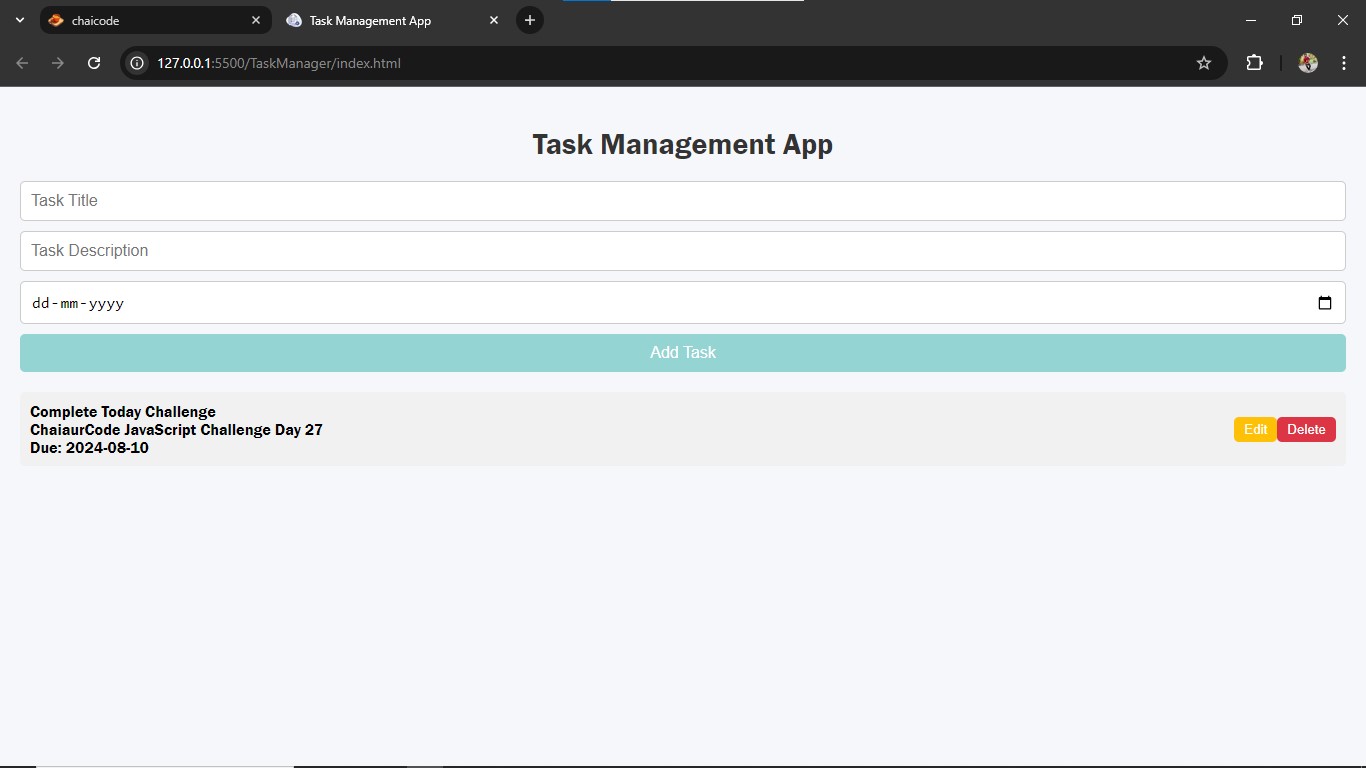 chaicode
Task Management App
127.0.0.1:5500/TaskManager/index.html
Task Management App
Task Title
Task Description
dd-mm-yyyy
Add Task
Complete Today Challenge
ChaiaurCode JavaScript Challenge Day 27
Due: 2024-08-10
Edit
Delete